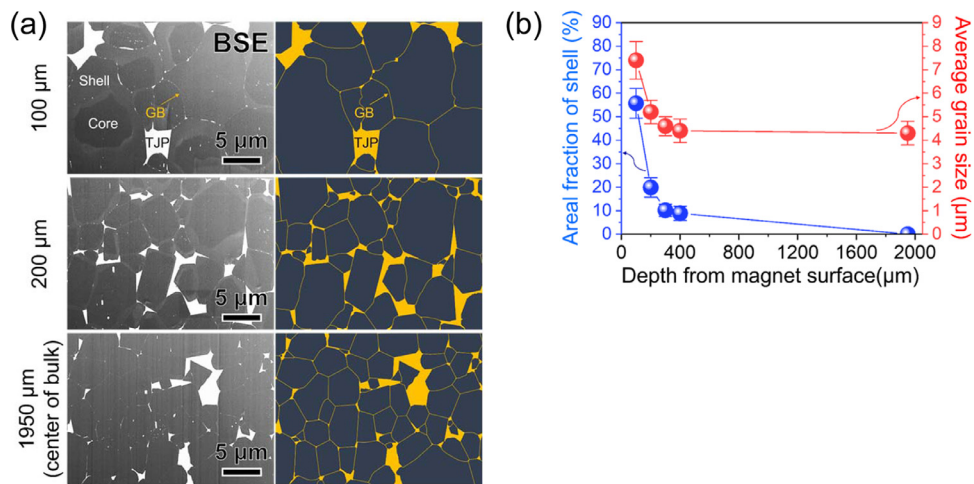 (a)
BSE
100 μm
Shell
Core
GB
TJP
5 μm
GB
TJP
200 μm
5 μm
1950 μm
(center of bulk)
5 μm
(b)
Areal fraction of shell (%)
90
80
70
60
50
40
30
20
10
0
9
8
7
6
5
4
3
2
1
0
Average grain size (μm)
0 400 800 1200 1600 2000
Depth from magnet surface(μm)